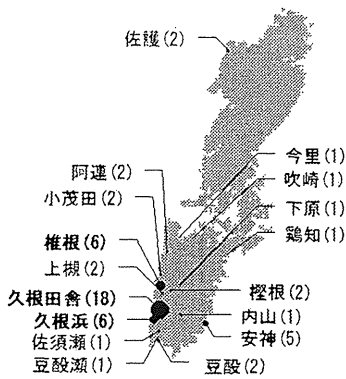 佐護(2)
今里(1)
阿連(2)
吹崎(1)
小茂田(2)
下原(1)
椎根(6)
鶏知(1)
上槻(2)
樫根(2)
久根田舎(18)
内山(1)
久根浜(6)
安神(5)
佐須瀬(1)
豆酘瀬(1)
豆酘(2)